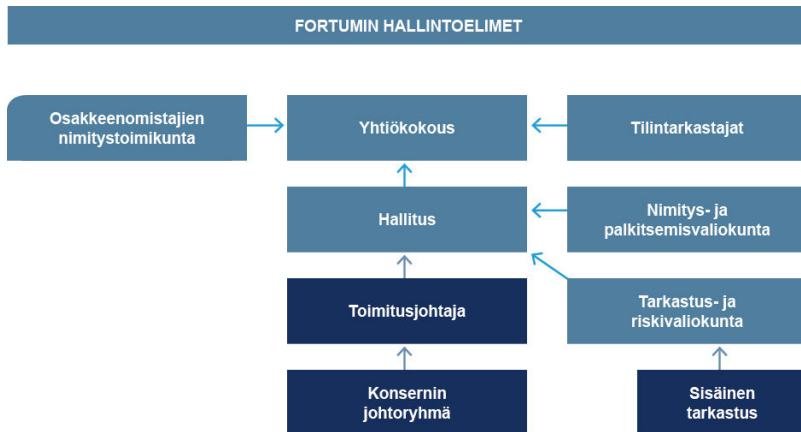 FORTUMIN HALLINTOELIMET
Osakkeenomistajien
nimitystoimikunta
Yhtiökokous
Tilintarkastajat
Hallitus
Nimitys- ja
palkitsemisvaliokunta
Toimitusjohtaja
Tarkastus- ja
riskivaliokunta
Konsernin
johtoryhmä
Sisäinen
tarkastus